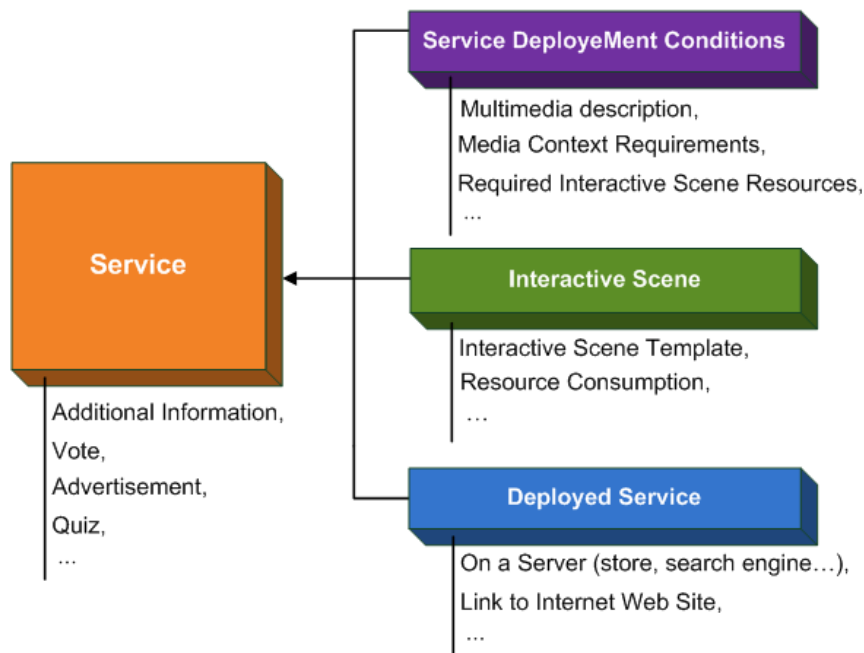 Service DeployeMent Conditions
Multimedia description,
Media Context Requirements,
Required Interactive Scene Resources,
...
Service
Additional Information,
Vote,
Advertisement,
Quiz,
...
Interactive Scene
Interactive Scene Template,
Resource Consumption,
...
Deployed Service
On a Server (store, search engine...),
Link to Internet Web Site,
...